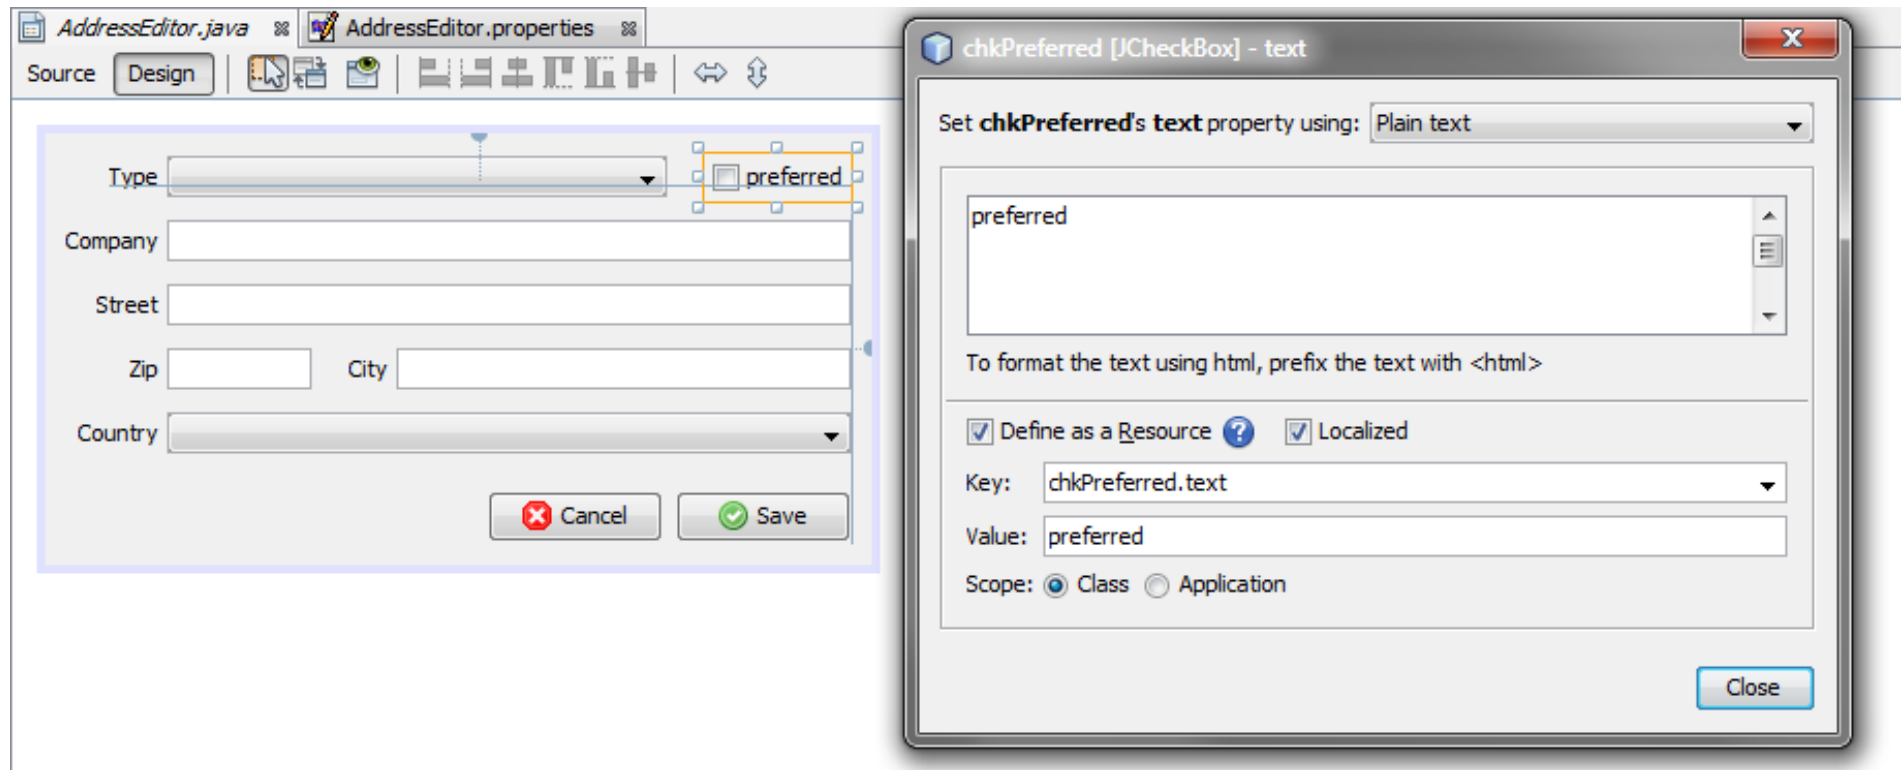 AddressEditor.java AddressEditor.properties
Source Design
Type preferred
Company
Street
Zip City
Country
Cancel Save
chkPreferred [JCheckBox] - text
Set chkPreferred's text property using: Plain text
preferred
To format the text using html, prefix the text with <html>
Define as a Resource ? Localized
Key: chkPreferred.text
Value: preferred
Scope: Class Application
Close